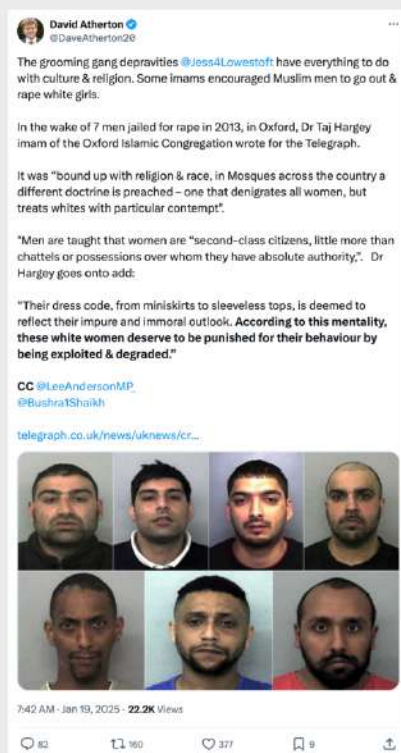 David Atherton
@DaveAtherton20
The grooming gang depravities @Jess4Lowestoft have everything to do
with culture & religion. Some imams encouraged Muslim men to go out &
rape white girls.
In the wake of 7 men jailed for rape in 2013, in Oxford, Dr Taj Hargey
imam of the Oxford Islamic Congregation wrote for the Telegraph.
It was “bound up with religion & race, in Mosques across the country a
different doctrine is preached – one that denigrates all women, but
treats whites with particular contempt".
"Men are taught that women are “second-class citizens, little more than
chattels or possessions over whom they have absolute authority,”. Dr
Hargey goes onto add:
"Their dress code, from miniskirts to sleeveless tops, is deemed to
reflect their impure and immoral outlook. According to this mentality,
these white women deserve to be punished for their behaviour by
being exploited & degraded.”
CC @LeeAndersonMP_
@Bushra1Shaikh
telegraph.co.uk/news/uknews/cr...
7:42 AM · Jan 19, 2025 · 22.2K Views
82 160 377 9